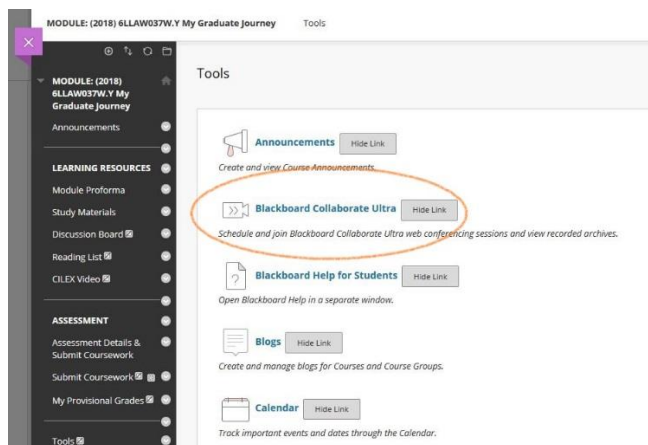 MODULE: (2018) 6LLAW037W.Y My Graduate Journey Tools
MODULE: (2018)
6LLAW037W.Y My
Graduate Journey
Announcements
LEARNING RESOURCES
Module Proforma
Study Materials
Discussion Board
Reading List
CILEX Video
ASSESSMENT
Assessment Details &
Submit Coursework
Submit Coursework
My Provisional Grades
Tools
Tools
Announcements Hide Link
Create and view Course Announcements.
Blackboard Collaborate Ultra Hide Link
Schedule and join Blackboard Collaborate Ultra web conferencing sessions and view recorded archives.
Blackboard Help for Students Hide Link
Open Blackboard Help in a separate window.
Blogs Hide Link
Create and manage blogs for Courses and Course Groups.
Calendar Hide Link
Track important events and dates through the Calendar.